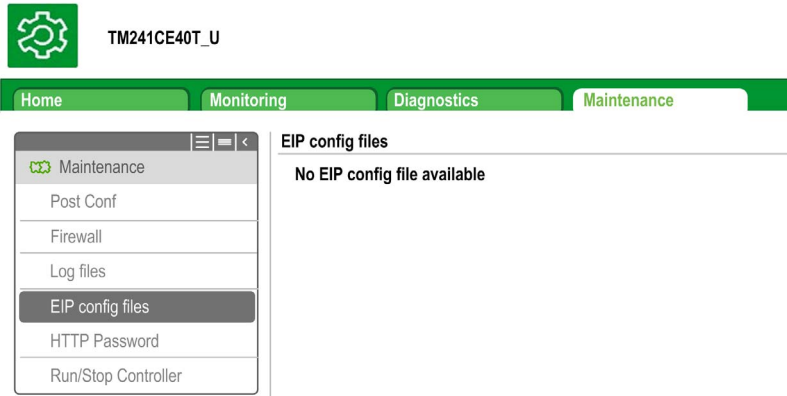 TM241CE40T_U
Home Monitoring Diagnostics Maintenance
Maintenance
Post Conf
Firewall
Log files
EIP config files
HTTP Password
Run/Stop Controller
EIP config files
No EIP config file available